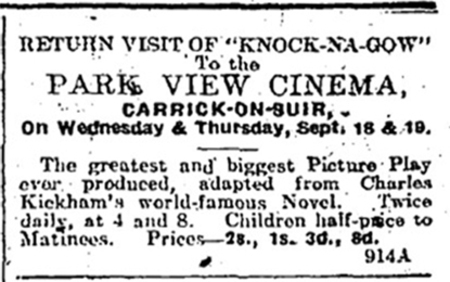 RETURN VISIT OF "KNOCK-NA-GOW"
To the
PARK VIEW CINEMA,
CARRICK-ON-SUIR,
On Wednesday & Thursday, Sept. 18 & 19.
The greatest and biggest Picture Play
ever produced, adapted from Charles
Kickham's world-famous Novel. Twice
daily, at 4 and 8. Children half-price to
Matinees. Prices—2s., 1s. 3d., 8d.
914A